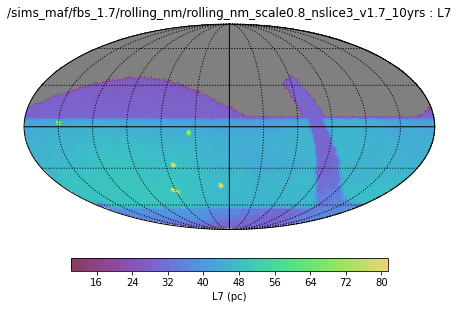 /sims_maf/fbs_1.7/rolling_nm/rolling_nm_scale0.8_nslice3_v1.7_10yrs : L7
16 24 32 40 48 56 64 72 80
L7 (pc)